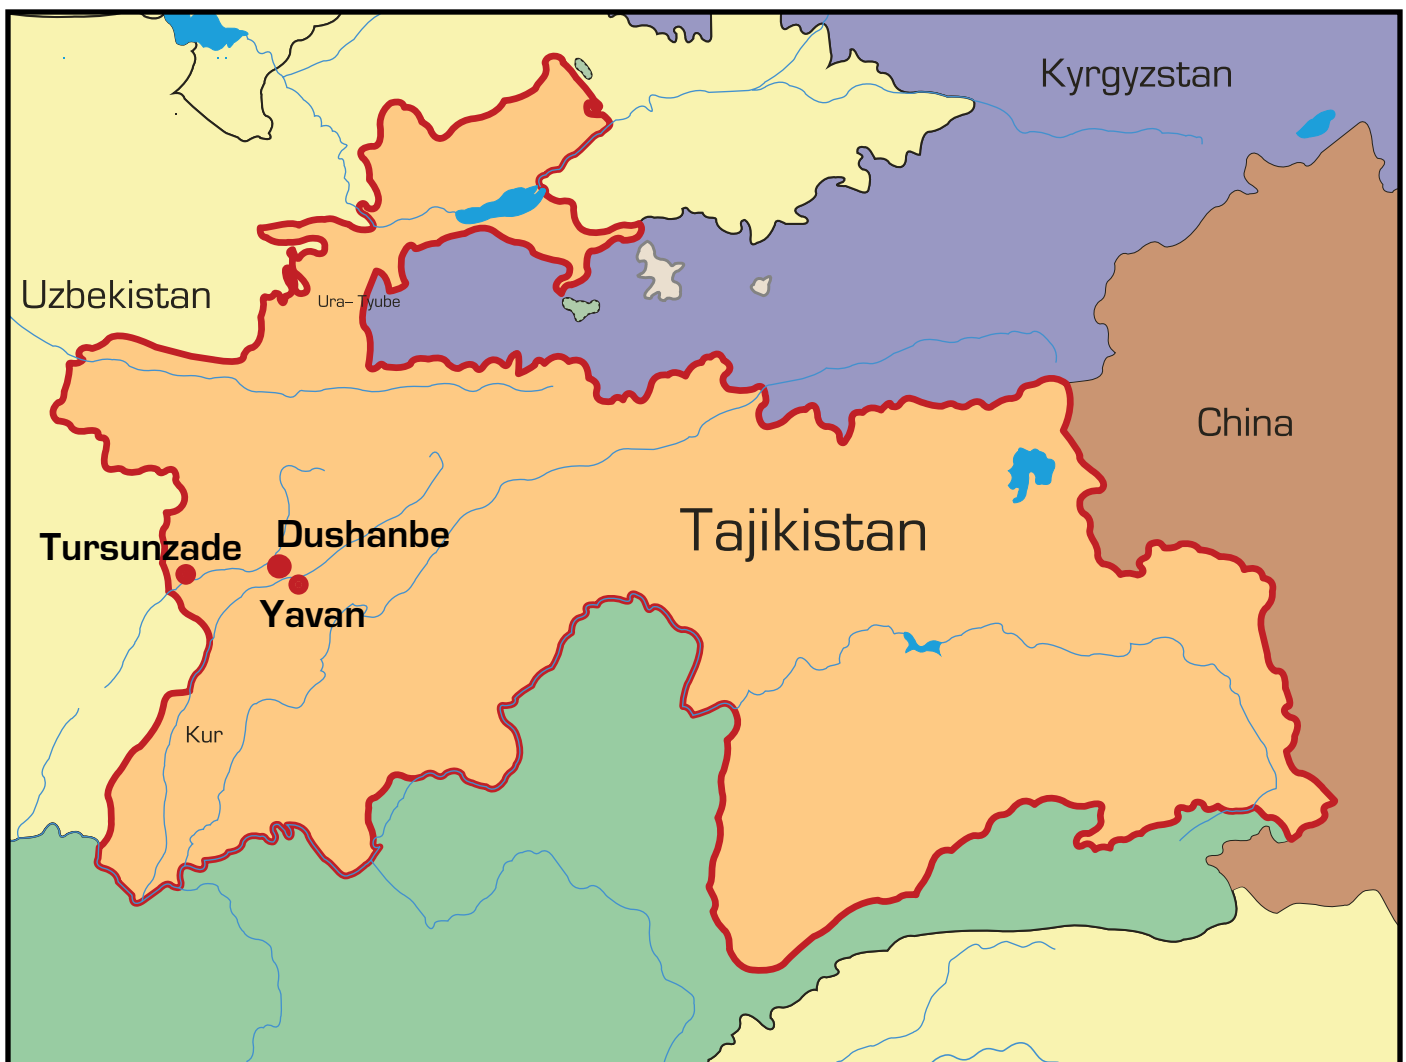 Kyrgyzstan
Uzbekistan
Ura– Tyube
China
Tajikistan
Dushanbe
Tursunzade
Yavan
Kur